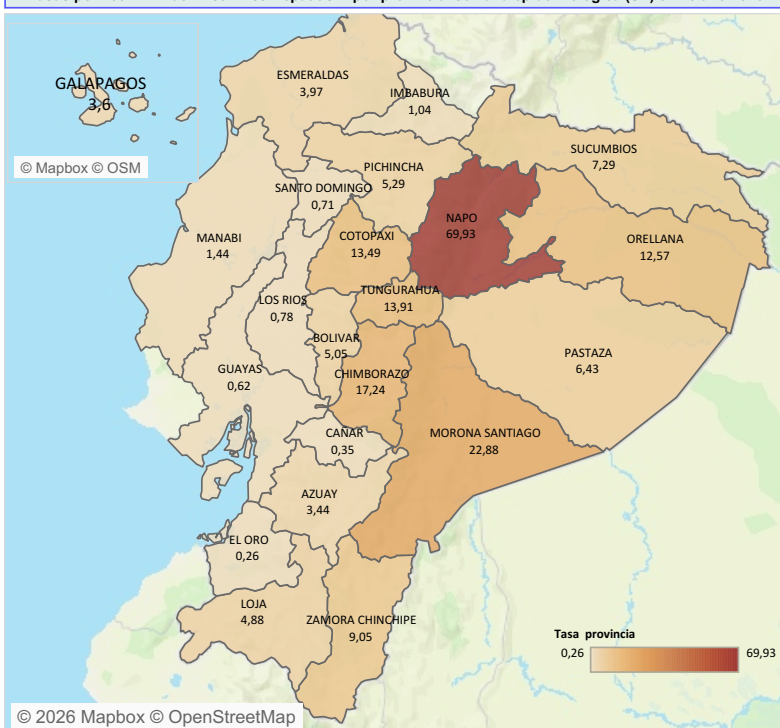 GALAPAGOS
3,6
© Mapbox © OSM
ESMERALDAS
3,97
IMBABURA
1,04
SUCUMBIOS
7,29
PICHINCHA
5,29
SANTO DOMINGO
0,71
NAPO
69,93
MANABI
1,44
COTOPAXI
13,49
ORELLANA
12,57
TUNGURAHUA
13,91
LOS RIOS
0,78
BOLIVAR
5,05
PASTAZA
6,43
GUAYAS
0,62
CHIMBORAZO
17,24
CAÑAR
0,35
MORONA SANTIAGO
22,88
AZUAY
3,44
EL ORO
0,26
LOJA
4,88
ZAMORA CHINCHIPE
9,05
Tasa provincia
0,26 69,93
© 2026 Mapbox © OpenStreetMap